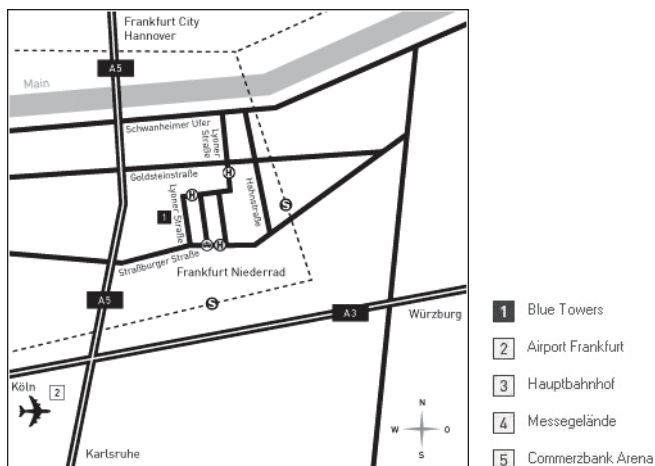 Frankfurt City
Hannover
A5
Main
Schwanheimer Ufer
Lyoner
Straße
H
Goldsteinstraße
H
Lyoner Straße
Hahnstraße
S
1
H
Straßburger Straße
Frankfurt Niederrad
A5
S
A3
Würzburg
Köln
2
Karlsruhe
N
W
O
S
1 Blue Towers
2 Airport Frankfurt
3 Hauptbahnhof
4 Messegelände
5 Commerzbank Arena